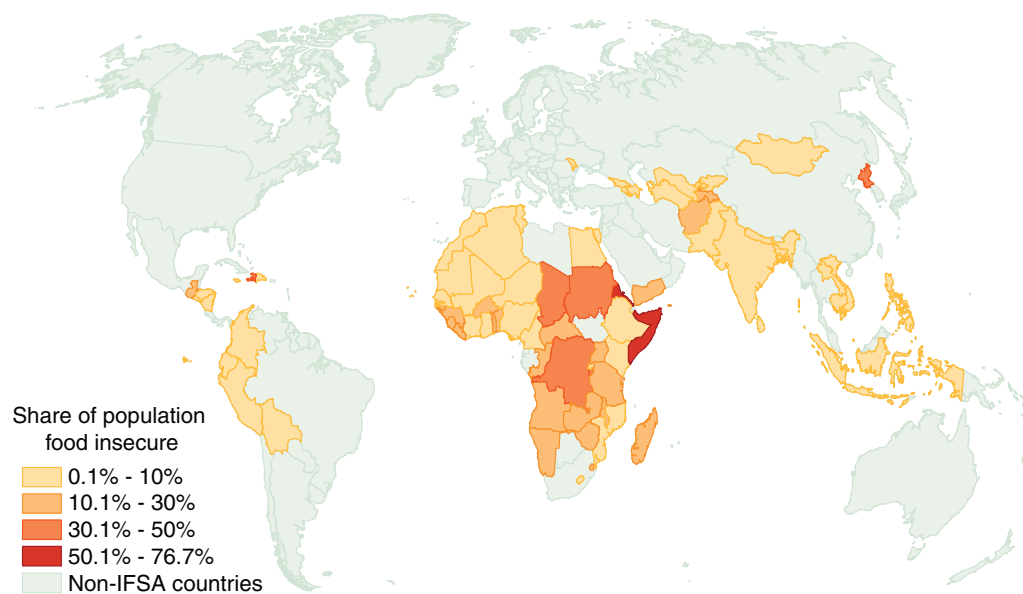 Share of population
food insecure
0.1% - 10%
10.1% - 30%
30.1% - 50%
50.1% - 76.7%
Non-IFSA countries